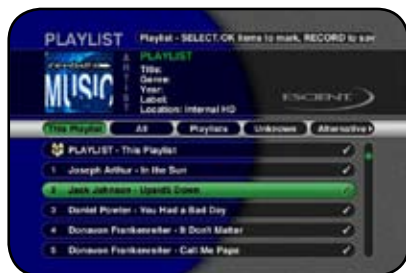 PLAYLIST
Playlist - SELECT/OK items to mark, RECORD to sav
MUSIC
ARTIST
PLAYLIST
Title:
Genre:
Year:
Label:
Location: Internal HD
ESCIENT
This Playlist
All
Playlists
Unknown
Alternative
PLAYLIST - This Playlist
1 Joseph Arthur - In the Sun
2 Jack Johnson - Upside Down
3 Daniel Powter - You Had a Bad Day
4 Donavon Frankenreiter - It Don't Matter
5 Donavon Frankenreiter - Call Me Papa